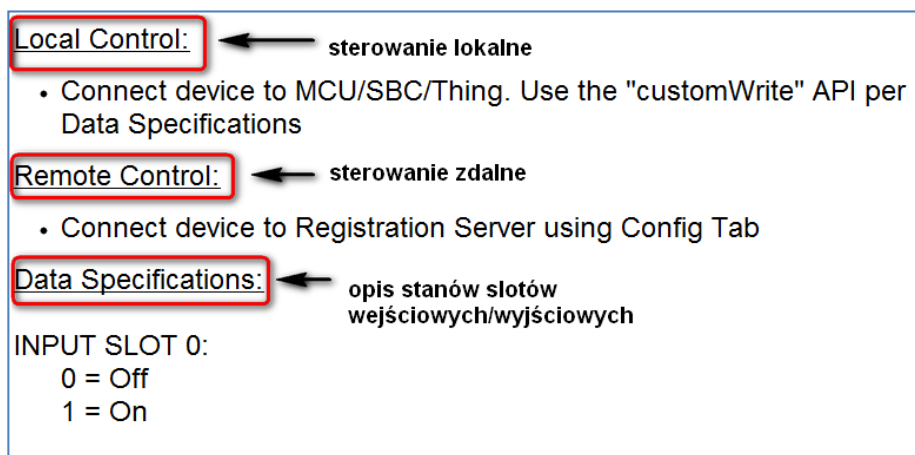 Local Control:
sterowanie lokalne
• Connect device to MCU/SBC/Thing. Use the "customWrite" API per
Data Specifications
Remote Control:
sterowanie zdalne
• Connect device to Registration Server using Config Tab
Data Specifications:
opis stanów slotów
wejściowych/wyjściowych
INPUT SLOT 0:
0 = Off
1 = On